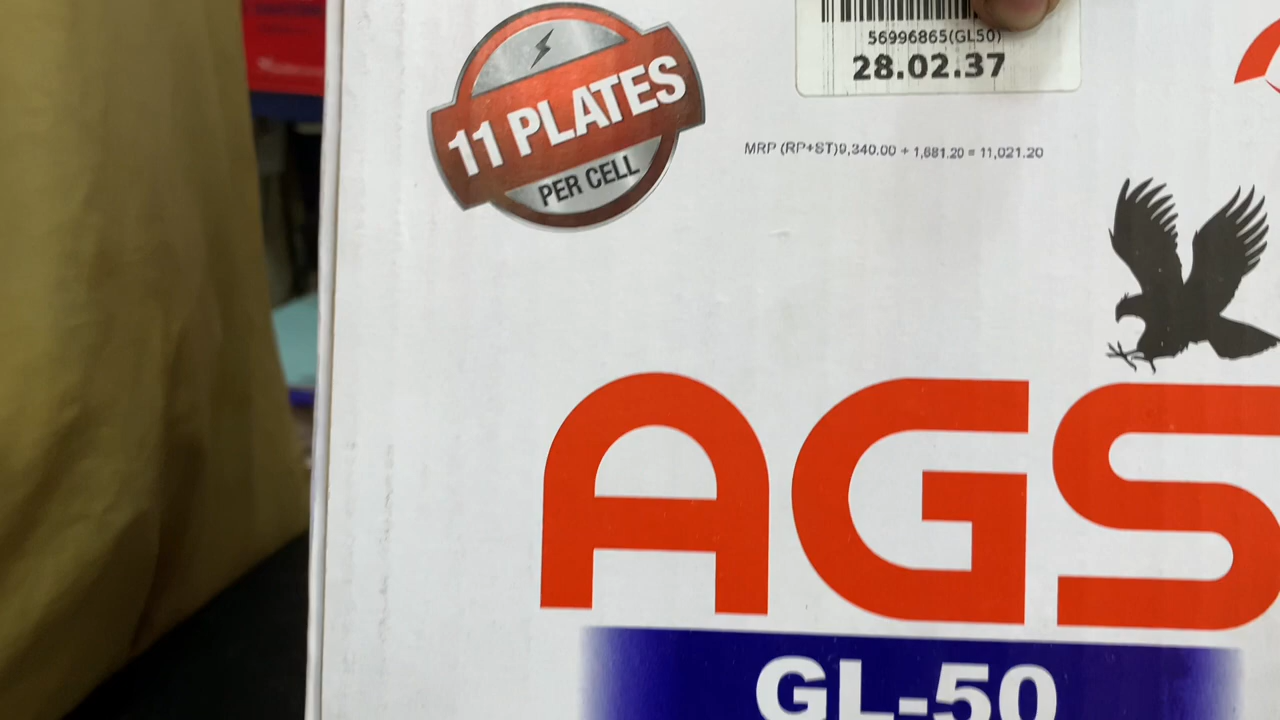 11 PLATES
PER CELL
56996865(GL50)
28.02.37
MRP (RP+ST)9,340.00 + 1,681.20 = 11,021.20
AGS
GL-50